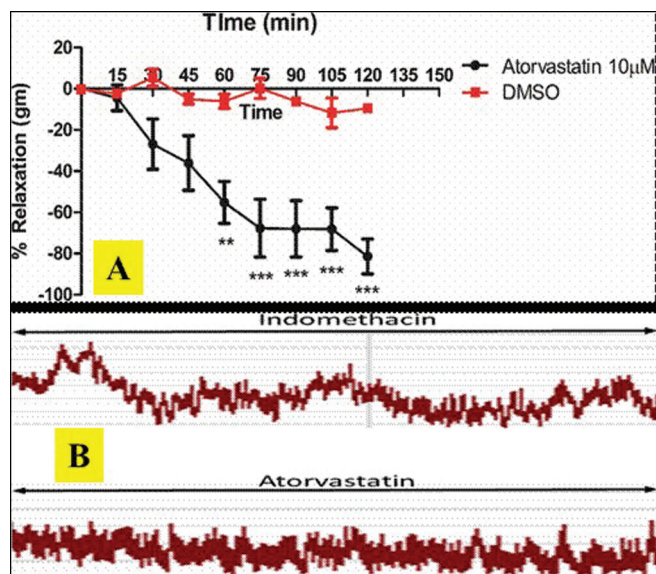 TIme (min)
20
0
-20
-40
-60
-80
-100
% Relaxation (gm)
15 30 45 60 75 90 105 120 135 150
Time
Atorvastatin 10µM
DMSO
** *** *** *** ***
A
Indomethacin
B
Atorvastatin